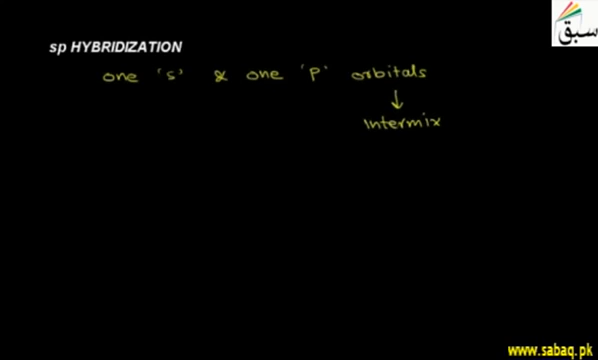 سبق
sp HYBRIDIZATION
one 's' & one 'p' orbitals
↓
Intermix
www.sabaq.pk